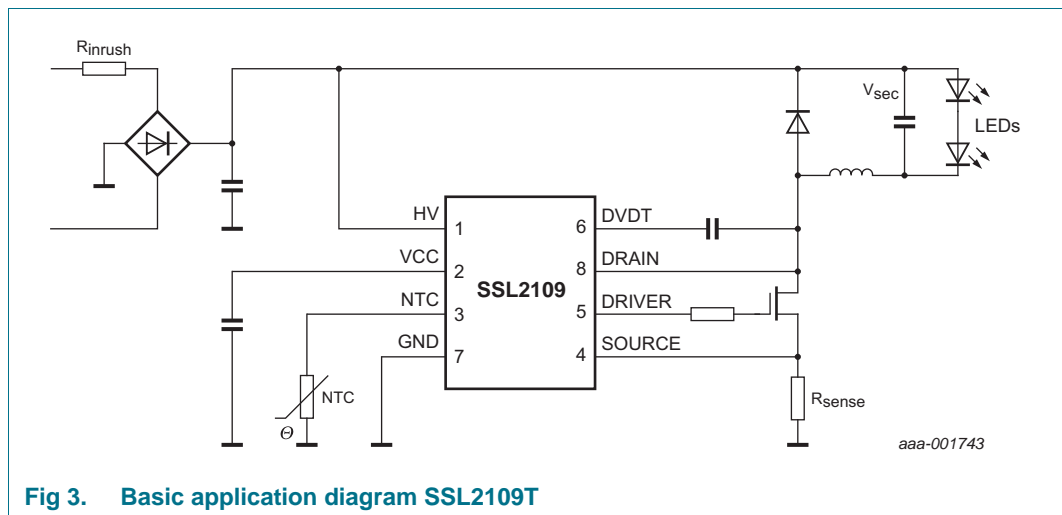 Rinrush
Vsec
LEDs
HV
1
VCC
2
NTC
3
GND
7
SSL2109
6
DVDT
8
DRAIN
5
DRIVER
4
SOURCE
NTC
Θ
Rsense
aaa-001743
Fig 3. Basic application diagram SSL2109T